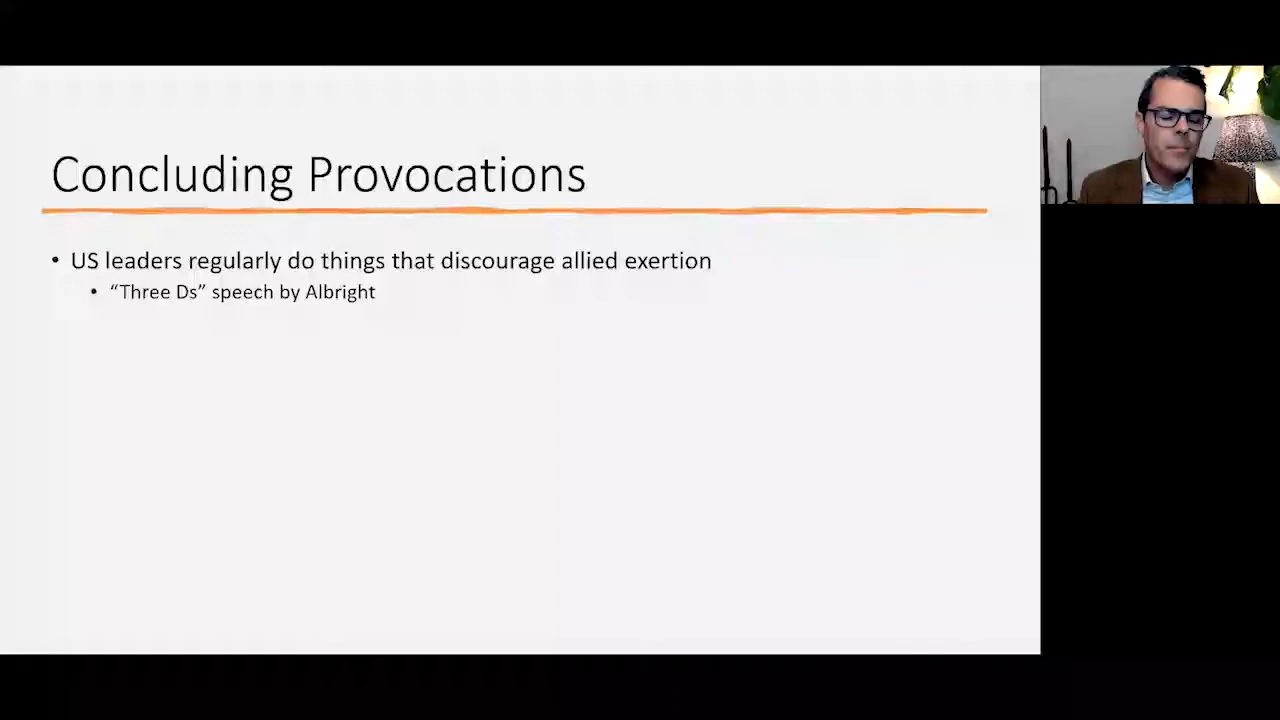 Concluding Provocations
• US leaders regularly do things that discourage allied exertion
• “Three Ds” speech by Albright